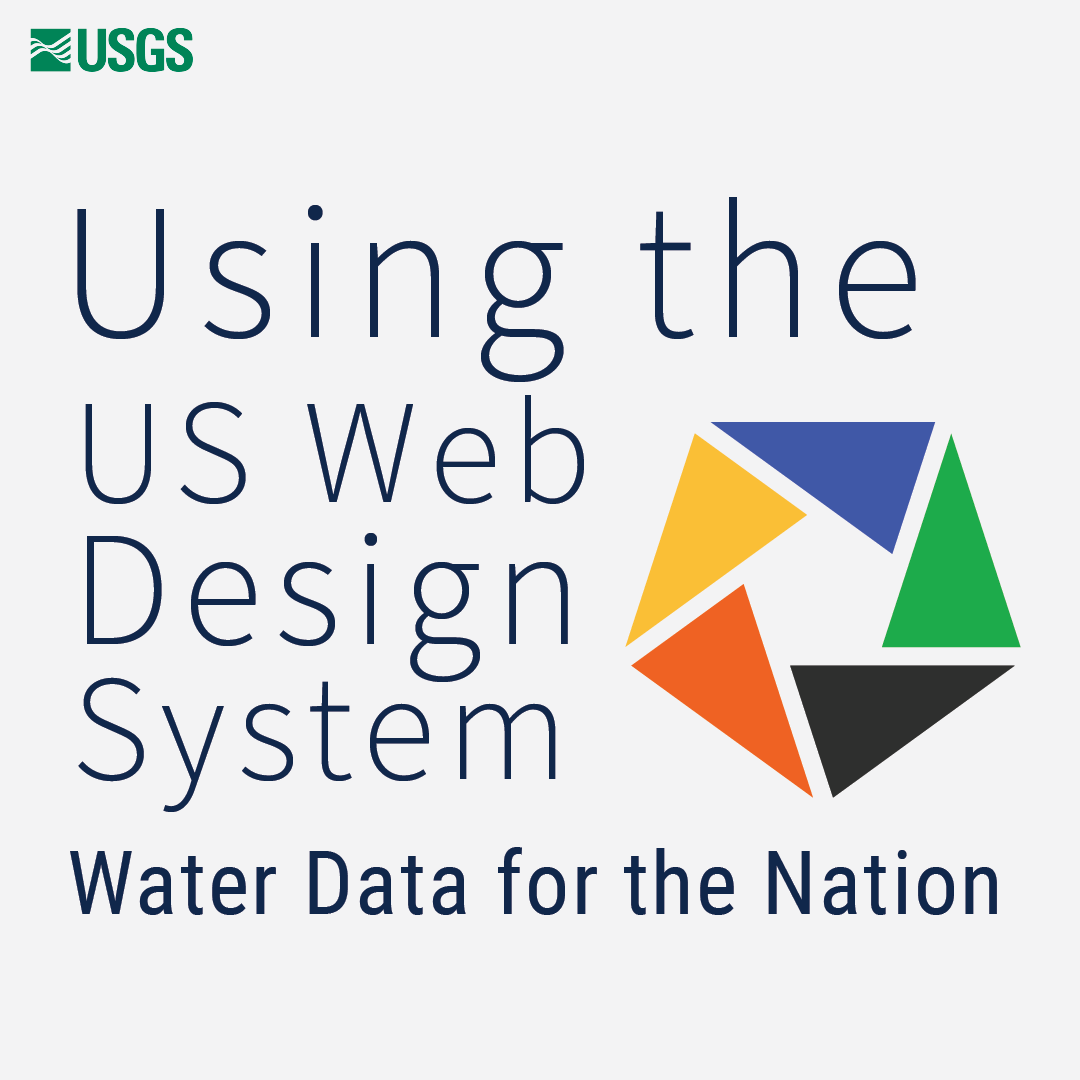 USGS
Using the
US Web
Design
System
Water Data for the Nation